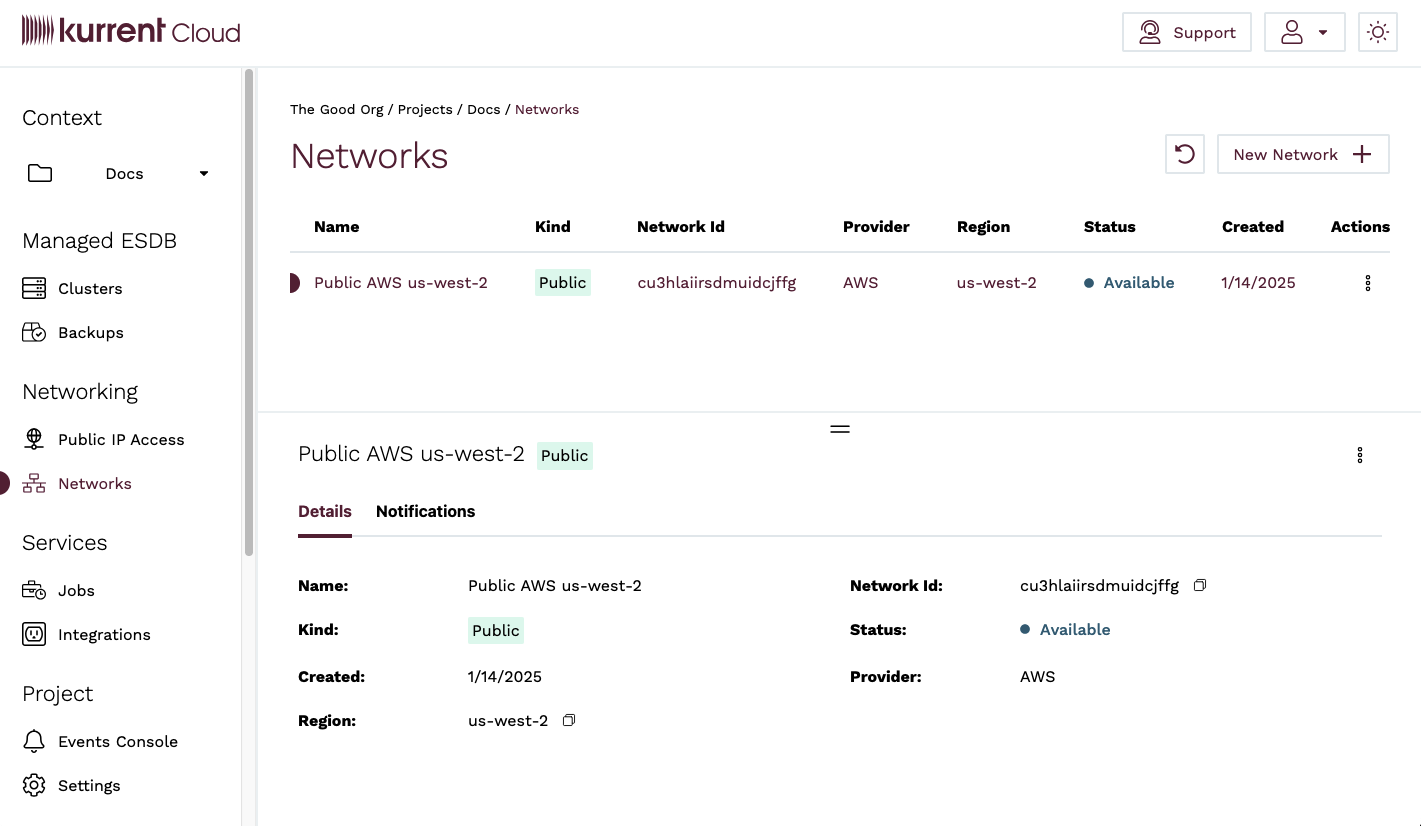 kurrent Cloud
Support
Context
Docs
Managed ESDB
Clusters
Backups
Networking
Public IP Access
Networks
Services
Jobs
Integrations
Project
Events Console
Settings
The Good Org / Projects / Docs / Networks
Networks
New Network
Name Kind Network Id Provider Region Status Created Actions
Public AWS us-west-2 Public cu3hlaiirsdmuidcjffg AWS us-west-2 Available 1/14/2025
Public AWS us-west-2 Public
Details Notifications
Name: Public AWS us-west-2 Network Id: cu3hlaiirsdmuidcjffg
Kind: Public Status: Available
Created: 1/14/2025 Provider: AWS
Region: us-west-2